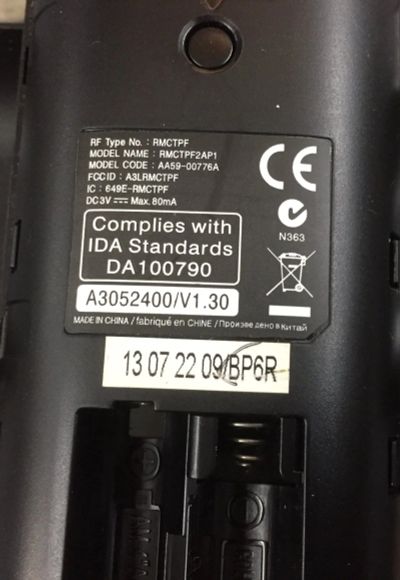 RF Type No. : RMCTPF
MODEL NAME : RMCTPF2AP1
MODEL CODE : AA59-00776A
FCC ID : A3LRMCTPF
IC : 649E-RMCTPF
DC 3V Max. 80mA
CE
N363
Complies with
IDA Standards
DA100790
A3052400/V1.30
MADE IN CHINA / fabriqué en CHINE / Произведено в Китай
13 07 22 09/BP6R